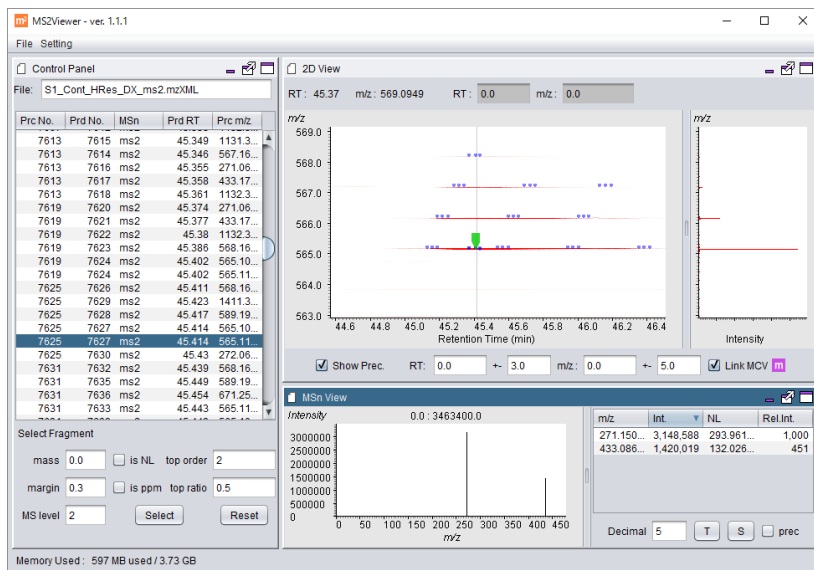 MS2Viewer - ver. 1.1.1
File Setting
Control Panel
File: S1_Cont_HRes_DX_ms2.mzXML
Prc No. Prd No. MSn Prd RT Prc m/z
7613 7615 ms2 45.349 1131.3...
7613 7614 ms2 45.346 567.16...
7613 7616 ms2 45.355 271.06...
7613 7617 ms2 45.358 433.17...
7613 7618 ms2 45.361 1132.3...
7619 7620 ms2 45.374 271.06...
7619 7621 ms2 45.377 433.17...
7619 7622 ms2 45.38 1132.3...
7619 7623 ms2 45.386 568.16...
7619 7624 ms2 45.402 565.10...
7619 7624 ms2 45.402 565.11...
7625 7626 ms2 45.411 568.16...
7625 7629 ms2 45.423 1411.3...
7625 7628 ms2 45.417 589.19...
7625 7627 ms2 45.414 565.10...
7625 7627 ms2 45.414 565.11...
7625 7630 ms2 45.43 272.06...
7631 7632 ms2 45.439 568.16...
7631 7635 ms2 45.449 589.19...
7631 7636 ms2 45.454 671.25...
7631 7633 ms2 45.443 565.11...
Select Fragment
mass 0.0 is NL top order 2
margin 0.3 is ppm top ratio 0.5
MS level 2 Select Reset
Memory Used : 597 MB used / 3.73 GB
2D View
RT : 45.37 m/z : 569.0949 RT : 0.0 m/z : 0.0
m/z
569.0
568.0
567.0
566.0
565.0
564.0
563.0
44.6 44.8 45.0 45.2 45.4 45.6 45.8 46.0 46.2 46.4
Retention Time (min)
m/z
Intensity
Show Prec. RT: 0.0 +- 3.0 m/z : 0.0 +- 5.0 Link MCV m
MSn View
Intensity 0.0 : 3463400.0
3000000
2500000
2000000
1500000
1000000
500000
0
0 50 100 150 200 250 300 350 400 450
m/z
m/z Int. NL Rel.Int.
271.150... 3,148,588 293.961... 1,000
433.086... 1,420,019 132.026... 451
Decimal 5 T S prec